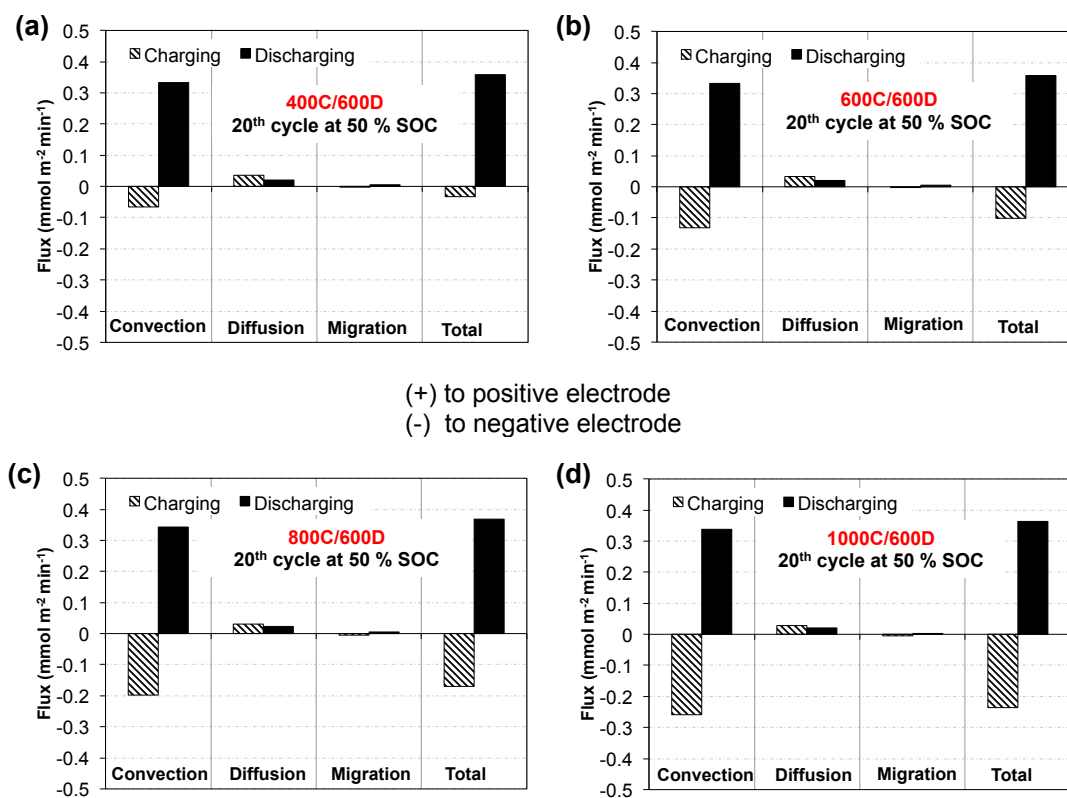 (a)
0.5
0.4
0.3
0.2
0.1
0
-0.1
-0.2
-0.3
-0.4
-0.5
Flux (mmol m⁻² min⁻¹)
Charging Discharging
400C/600D
20th cycle at 50 % SOC
Convection Diffusion Migration Total
(b)
0.5
0.4
0.3
0.2
0.1
0
-0.1
-0.2
-0.3
-0.4
-0.5
Flux (mmol m⁻² min⁻¹)
Charging Discharging
600C/600D
20th cycle at 50 % SOC
Convection Diffusion Migration Total
(+) to positive electrode
(-) to negative electrode
(c)
0.5
0.4
0.3
0.2
0.1
0
-0.1
-0.2
-0.3
-0.4
-0.5
Flux (mmol m⁻² min⁻¹)
Charging Discharging
800C/600D
20th cycle at 50 % SOC
Convection Diffusion Migration Total
(d)
0.5
0.4
0.3
0.2
0.1
0
-0.1
-0.2
-0.3
-0.4
-0.5
Flux (mmol m⁻² min⁻¹)
Charging Discharging
1000C/600D
20th cycle at 50 % SOC
Convection Diffusion Migration Total